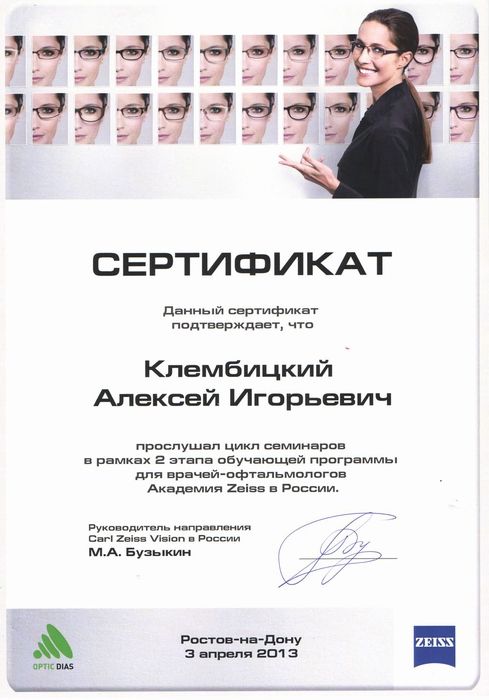 СЕРТИФИКАТ
Данный сертификат
подтверждает, что
Клембицкий
Алексей Игорьевич
прослушал цикл семинаров
в рамках 2 этапа обучающей программы
для врачей-офтальмологов
Академия Zeiss в России.
Руководитель направления
Carl Zeiss Vision в России
М.А. Бузыкин
OPTIC DIAS
Ростов-на-Дону
3 апреля 2013
ZEISS